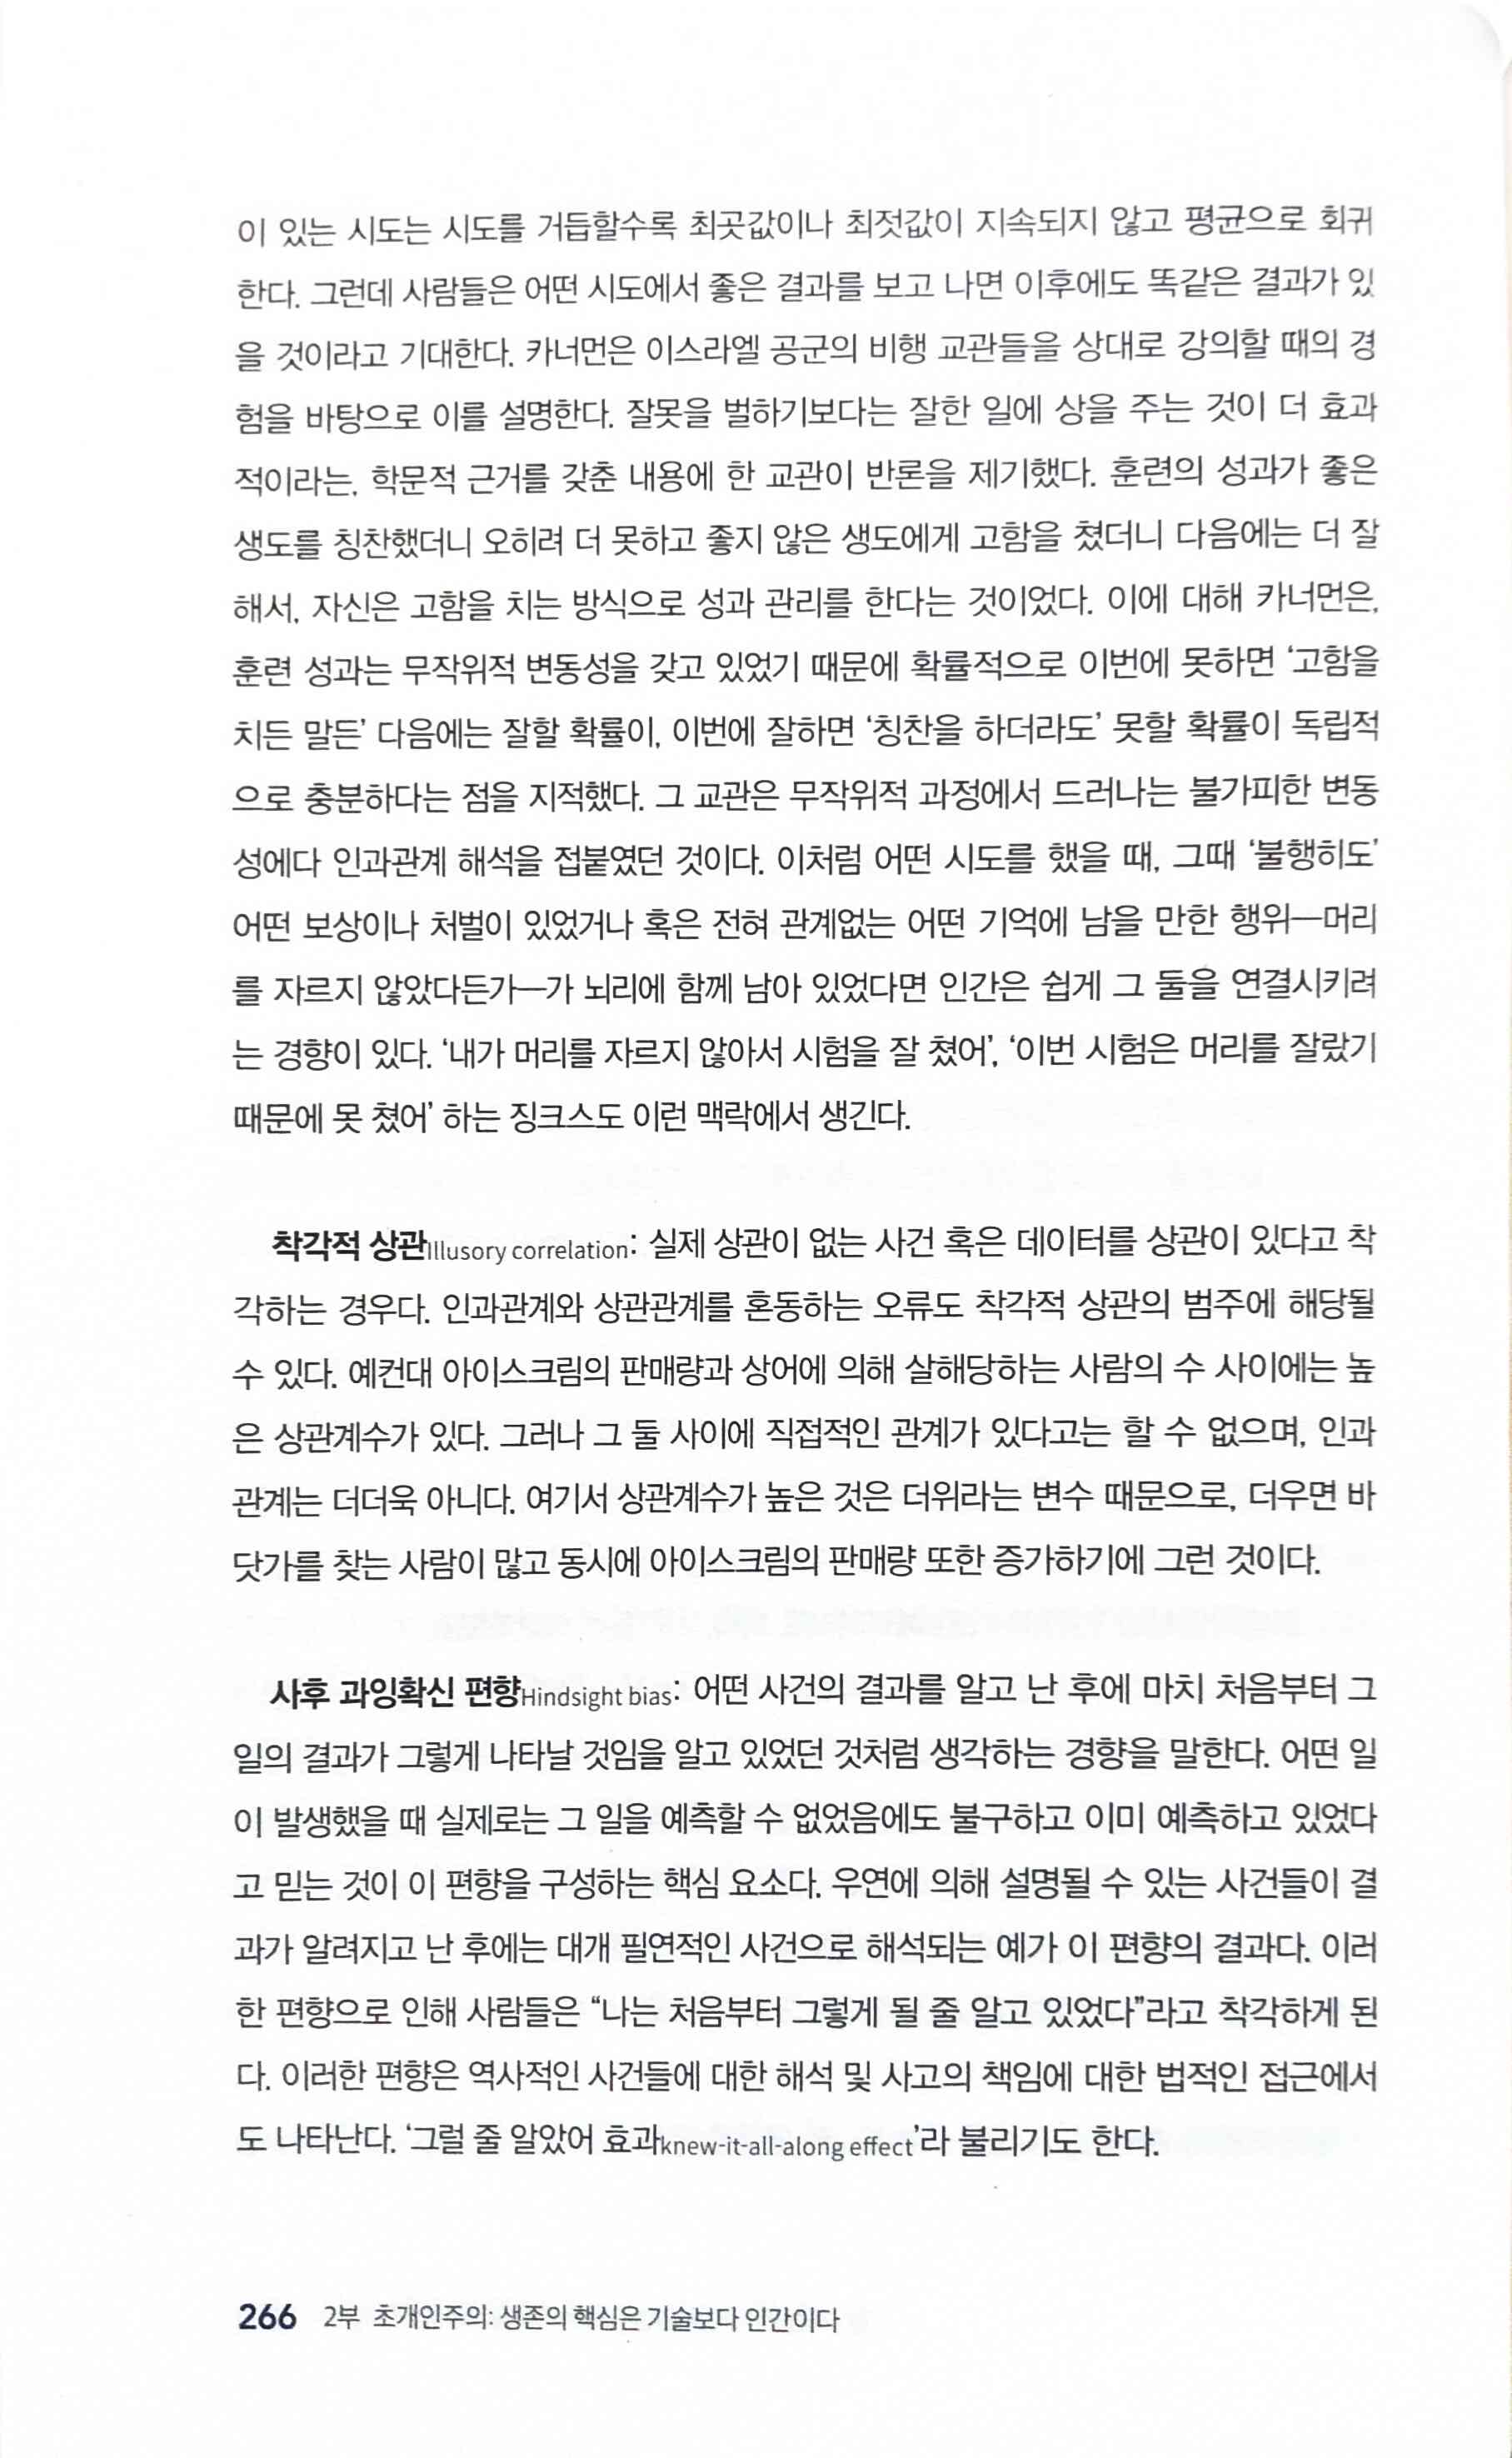 이 있는 시도는 시도를 거듭할수록 최곳값이나 최젓값이 지속되지 않고 평균으로 회귀
한다. 그런데 사람들은 어떤 시도에서 좋은 결과를 보고 나면 이후에도 똑같은 결과가 있
을 것이라고 기대한다. 카너먼은 이스라엘 공군의 비행 교관들을 상대로 강의할 때의 경
험을 바탕으로 이를 설명한다. 잘못을 벌하기보다는 잘한 일에 상을 주는 것이 더 효과
적이라는, 학문적 근거를 갖춘 내용에 한 교관이 반론을 제기했다. 훈련의 성과가 좋은
생도를 칭찬했더니 오히려 더 못하고 좋지 않은 생도에게 고함을 쳤더니 다음에는 더 잘
해서, 자신은 고함을 치는 방식으로 성과 관리를 한다는 것이었다. 이에 대해 카너먼은,
훈련 성과는 무작위적 변동성을 갖고 있었기 때문에 확률적으로 이번에 못하면 ‘고함을
치든 말든’ 다음에는 잘할 확률이, 이번에 잘하면 ‘칭찬을 하더라도’ 못할 확률이 독립적
으로 충분하다는 점을 지적했다. 그 교관은 무작위적 과정에서 드러나는 불가피한 변동
성에다 인과관계 해석을 접붙였던 것이다. 이처럼 어떤 시도를 했을 때, 그때 ‘불행히도’
어떤 보상이나 처벌이 있었거나 혹은 전혀 관계없는 어떤 기억에 남을 만한 행위—머리
를 자르지 않았다든가—가 뇌리에 함께 남아 있었다면 인간은 쉽게 그 둘을 연결시키려
는 경향이 있다. ‘내가 머리를 자르지 않아서 시험을 잘 쳤어’, ‘이번 시험은 머리를 잘랐기
때문에 못 쳤어’ 하는 징크스도 이런 맥락에서 생긴다.
착각적 상관Illusory correlation: 실제 상관이 없는 사건 혹은 데이터를 상관이 있다고 착
각하는 경우다. 인과관계와 상관관계를 혼동하는 오류도 착각적 상관의 범주에 해당될
수 있다. 예컨대 아이스크림의 판매량과 상어에 의해 살해당하는 사람의 수 사이에는 높
은 상관계수가 있다. 그러나 그 둘 사이에 직접적인 관계가 있다고는 할 수 없으며, 인과
관계는 더더욱 아니다. 여기서 상관계수가 높은 것은 더위라는 변수 때문으로, 더우면 바
닷가를 찾는 사람이 많고 동시에 아이스크림의 판매량 또한 증가하기에 그런 것이다.
사후 과잉확신 편향Hindsight bias: 어떤 사건의 결과를 알고 난 후에 마치 처음부터 그
일의 결과가 그렇게 나타날 것임을 알고 있었던 것처럼 생각하는 경향을 말한다. 어떤 일
이 발생했을 때 실제로는 그 일을 예측할 수 없었음에도 불구하고 이미 예측하고 있었다
고 믿는 것이 이 편향을 구성하는 핵심 요소다. 우연에 의해 설명될 수 있는 사건들이 결
과가 알려지고 난 후에는 대개 필연적인 사건으로 해석되는 예가 이 편향의 결과다. 이러
한 편향으로 인해 사람들은 “나는 처음부터 그렇게 될 줄 알고 있었다”라고 착각하게 된
다. 이러한 편향은 역사적인 사건들에 대한 해석 및 사고의 책임에 대한 법적인 접근에서
도 나타난다. ‘그럴 줄 알았어 효과knew-it-all-along effect’라 불리기도 한다.
266 2부 초개인주의: 생존의 핵심은 기술보다 인간이다